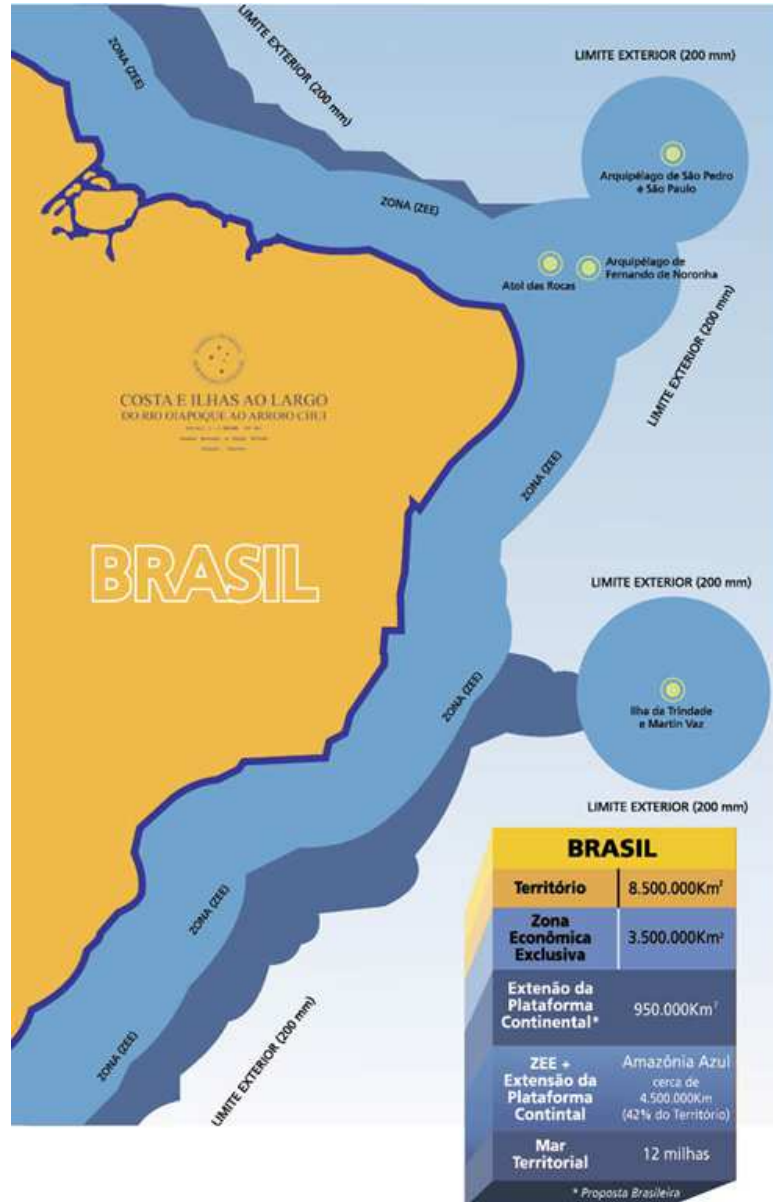 LIMITE EXTERIOR (200 mm)
ZONA (ZEE)
LIMITE EXTERIOR (200 mm)
Arquipélago de São Pedro
e São Paulo
ZONA (ZEE)
Atol das Rocas
Arquipélago de
Fernando de Noronha
LIMITE EXTERIOR (200 mm)
COSTA E ILHAS AO LARGO
DO RIO OIAPOQUE AO ARROIO CHUI
ZONA (ZEE)
BRASIL
LIMITE EXTERIOR (200 mm)
ZONA (ZEE)
Ilha da Trindade
e Martin Vaz
LIMITE EXTERIOR (200 mm)
ZONA (ZEE)
ZONA (ZEE)
LIMITE EXTERIOR (200 mm)
BRASIL
Território 8.500.000Km²
Zona
Econômica
Exclusiva
3.500.000Km²
Extenão da
Plataforma
Continental*
950.000Km²
ZEE +
Extensão da
Plataforma
Contintal
Amazônia Azul
cerca de
4.500.000Km
(42% do Território)
Mar
Territorial
12 milhas
* Proposta Brasileira